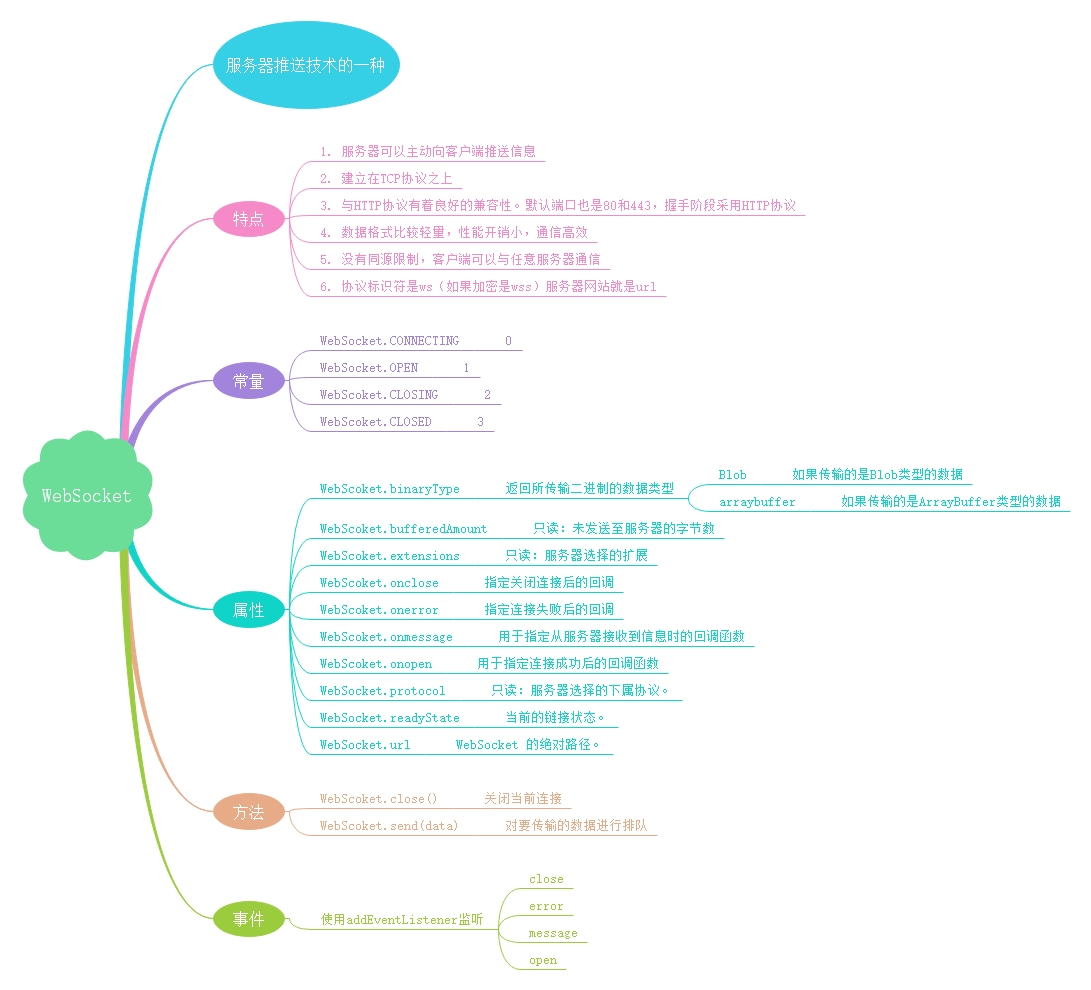 服务器推送技术的一种
特点
1. 服务器可以主动向客户端推送信息
2. 建立在TCP协议之上
3. 与HTTP协议有着良好的兼容性。默认端口也是80和443，握手阶段采用HTTP协议
4. 数据格式比较轻量，性能开销小，通信高效
5. 没有同源限制，客户端可以与任意服务器通信
6. 协议标识符是ws（如果加密是wss）服务器网站就是url
常量
WebSocket.CONNECTING 0
WebScoket.OPEN 1
WebScoket.CLOSING 2
WebScoket.CLOSED 3
WebSocket
属性
WebScoket.binaryType 返回所传输二进制的数据类型
Blob 如果传输的是Blob类型的数据
arraybuffer 如果传输的是ArrayBuffer类型的数据
WebScoket.bufferedAmount 只读：未发送至服务器的字节数
WebScoket.extensions 只读：服务器选择的扩展
WebScoket.onclose 指定关闭连接后的回调
WebScoket.onerror 指定连接失败后的回调
WebScoket.onmessage 用于指定从服务器接收到信息时的回调函数
WebScoket.onopen 用于指定连接成功后的回调函数
WebSocket.protocol 只读：服务器选择的下属协议。
WebSocket.readyState 当前的链接状态。
WebSocket.url WebSocket 的绝对路径。
方法
WebScoket.close() 关闭当前连接
WebScoket.send(data) 对要传输的数据进行排队
事件
使用addEventListener监听
close
error
message
open